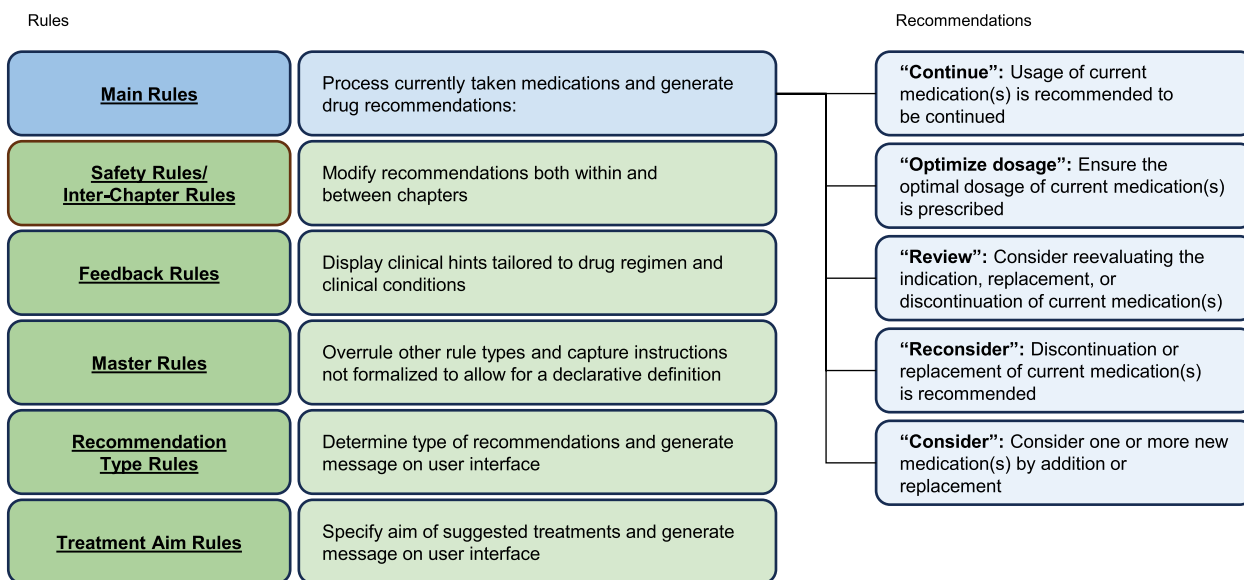 Rules
Recommendations
Main Rules
Process currently taken medications and generate
drug recommendations:
Safety Rules/
Inter-Chapter Rules
Modify recommendations both within and
between chapters
Feedback Rules
Display clinical hints tailored to drug regimen and
clinical conditions
Master Rules
Overrule other rule types and capture instructions
not formalized to allow for a declarative definition
Recommendation
Type Rules
Determine type of recommendations and generate
message on user interface
Treatment Aim Rules
Specify aim of suggested treatments and generate
message on user interface
“Continue”: Usage of current
medication(s) is recommended to
be continued
“Optimize dosage”: Ensure the
optimal dosage of current medication(s)
is prescribed
“Review”: Consider reevaluating the
indication, replacement, or
discontinuation of current medication(s)
“Reconsider”: Discontinuation or
replacement of current medication(s)
is recommended
“Consider”: Consider one or more new
medication(s) by addition or
replacement